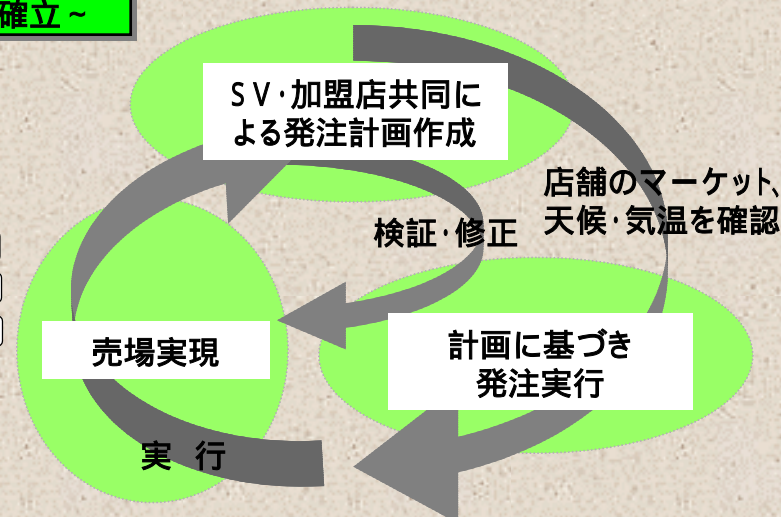 確立~
SV・加盟店共同に
よる発注計画作成
店舗のマーケット、
天候・気温を確認
検証・修正
売場実現
計画に基づき
発注実行
実 行